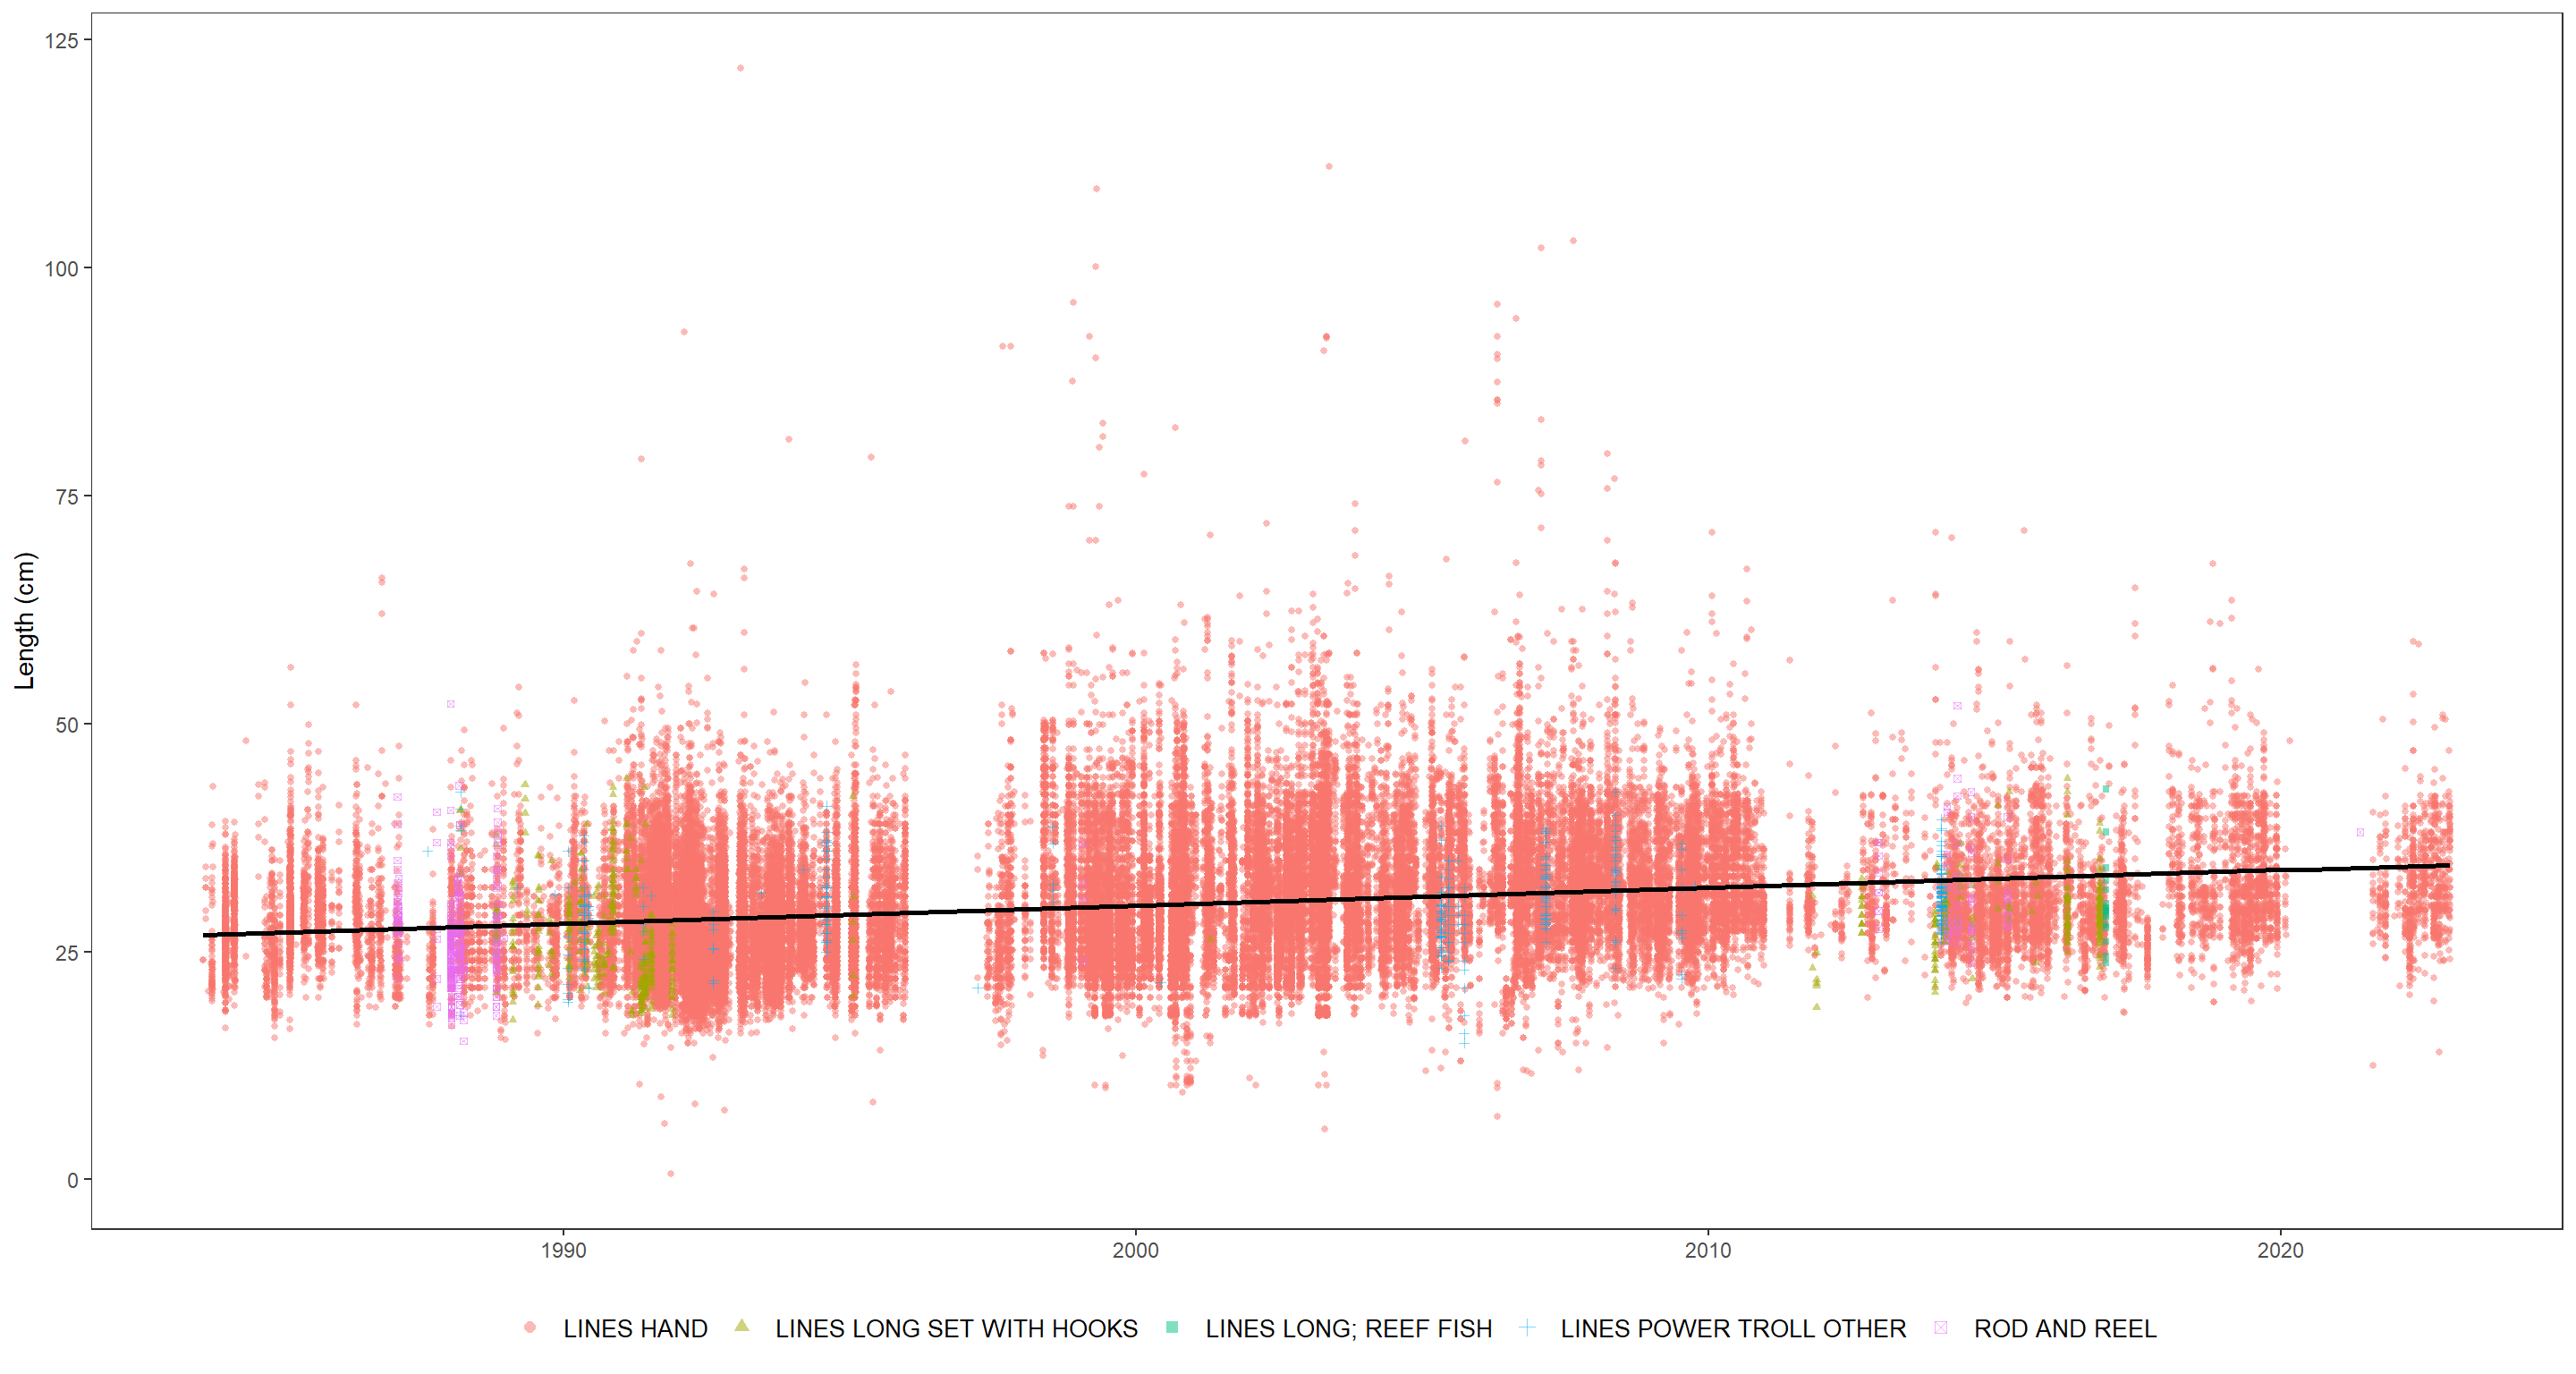 125
100
75
50
25
0
Length (cm)
1990 2000 2010 2020
LINES HAND LINES LONG SET WITH HOOKS LINES LONG; REEF FISH LINES POWER TROLL OTHER ROD AND REEL